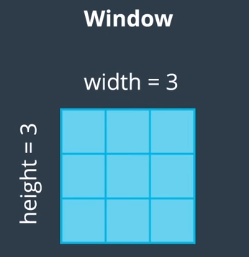 Window
width = 3
height = 3